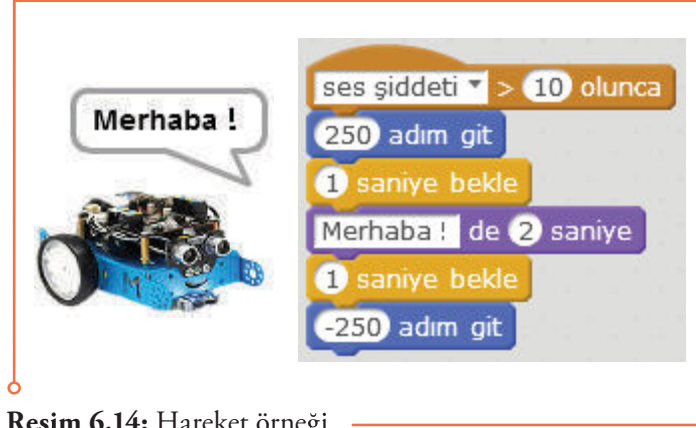 Merhaba !
ses şiddeti > 10 olunca
250 adım git
1 saniye bekle
Merhaba ! de 2 saniye
1 saniye bekle
-250 adım git
Resim 6.14: Hareket örneği